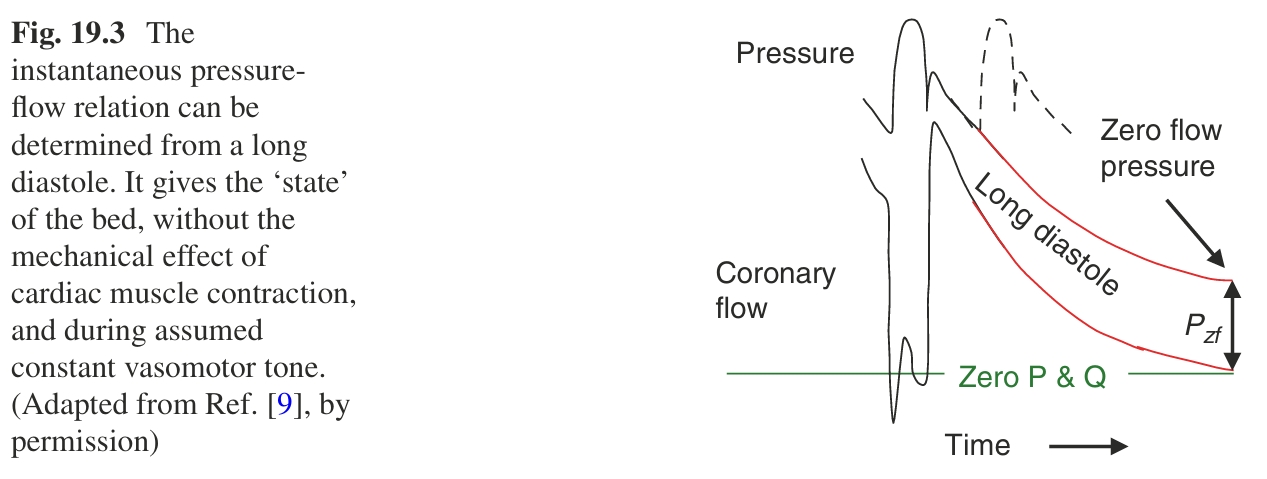 Fig. 19.3 The
instantaneous pressure-
flow relation can be
determined from a long
diastole. It gives the ‘state’
of the bed, without the
mechanical effect of
cardiac muscle contraction,
and during assumed
constant vasomotor tone.
(Adapted from Ref. [9], by
permission)
Pressure
Zero flow
pressure
Long diastole
Coronary
flow
Pzf
Zero P & Q
Time